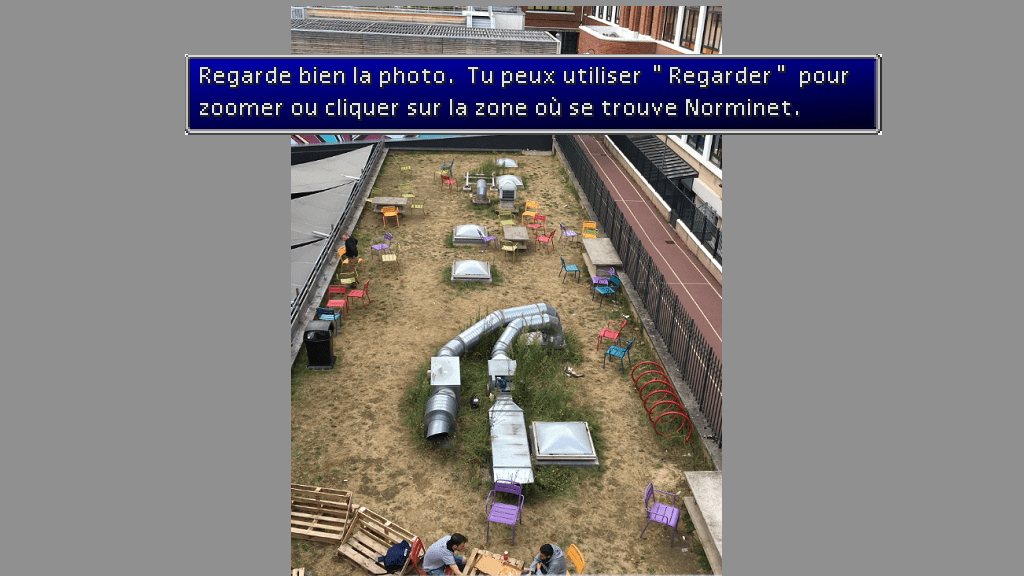 Regarde bien la photo. Tu peux utiliser "Regarder" pour
zoomer ou cliquer sur la zone où se trouve Norminet.